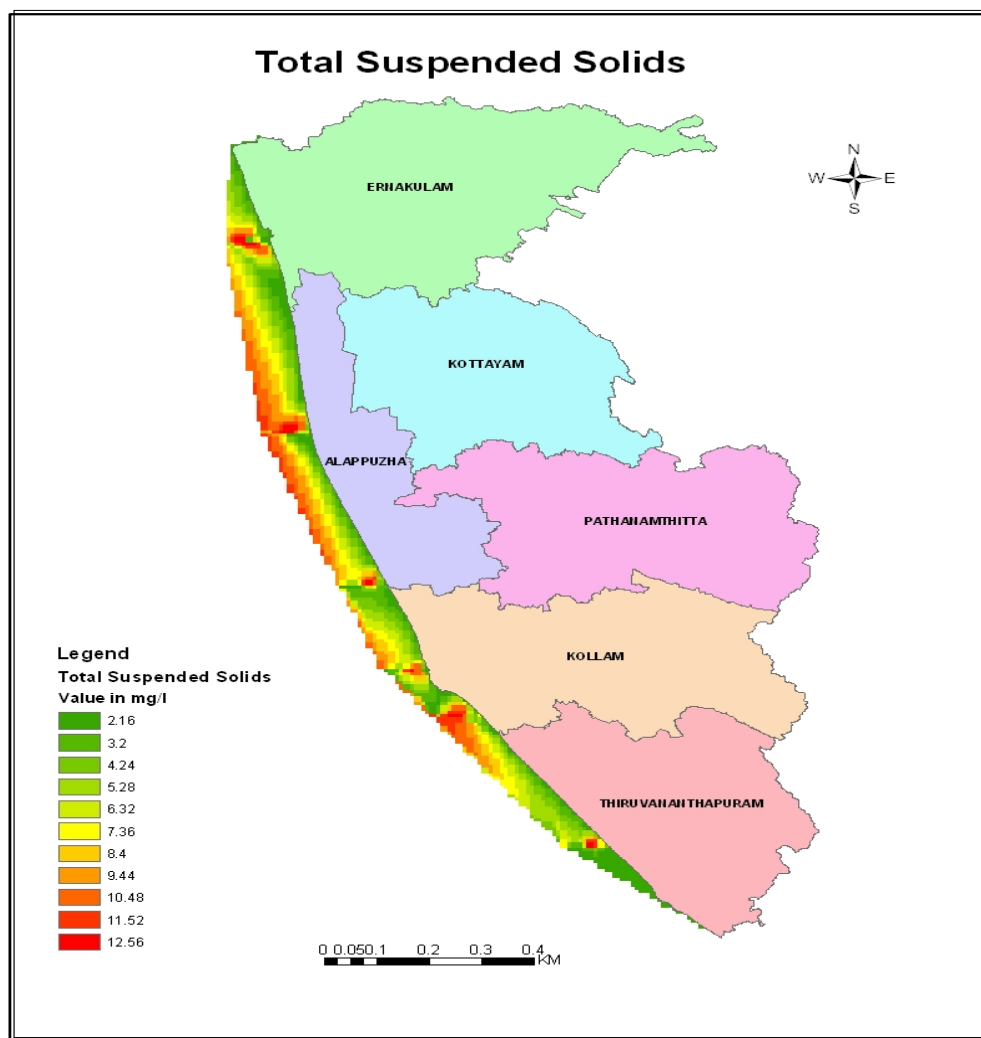 Total Suspended Solids
N
W E
S
ERNAKULAM
KOTTAYAM
ALAPPUZHA
PATHANAMTHITTA
KOLLAM
THIRUVANANTHAPURAM
Legend
Total Suspended Solids
Value in mg/l
2.16
3.2
4.24
5.28
6.32
7.36
8.4
9.44
10.48
11.52
12.56
0 0.050.1 0.2 0.3 0.4
KM